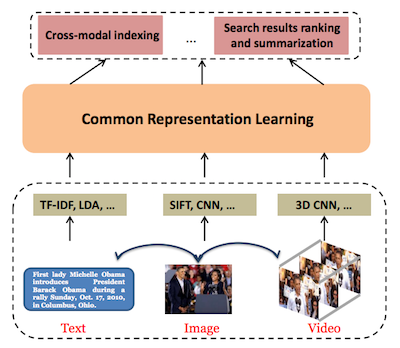 Cross-modal indexing
...
Search results ranking
and summarization
Common Representation Learning
TF-IDF, LDA, ...
SIFT, CNN, ...
3D CNN, ...
First lady Michelle Obama
introduces President
Barack Obama during a
rally Sunday, Oct. 17, 2010,
in Columbus, Ohio.
Text
Image
Video